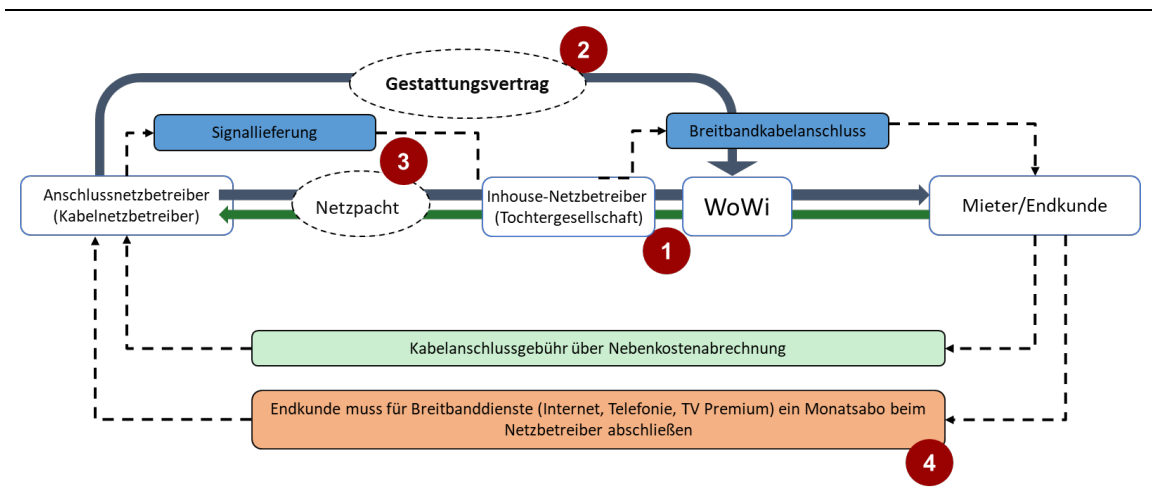 2
Gestattungsvertrag
Signallieferung
Breitbandkabelanschluss
3
Anschlussnetzbetreiber
(Kabelnetzbetreiber)
Netzpacht
Inhouse-Netzbetreiber
(Tochtergesellschaft)
WoWi
Mieter/Endkunde
1
Kabelanschlussgebühr über Nebenkostenabrechnung
Endkunde muss für Breitbanddienste (Internet, Telefonie, TV Premium) ein Monatsabo beim
Netzbetreiber abschließen
4